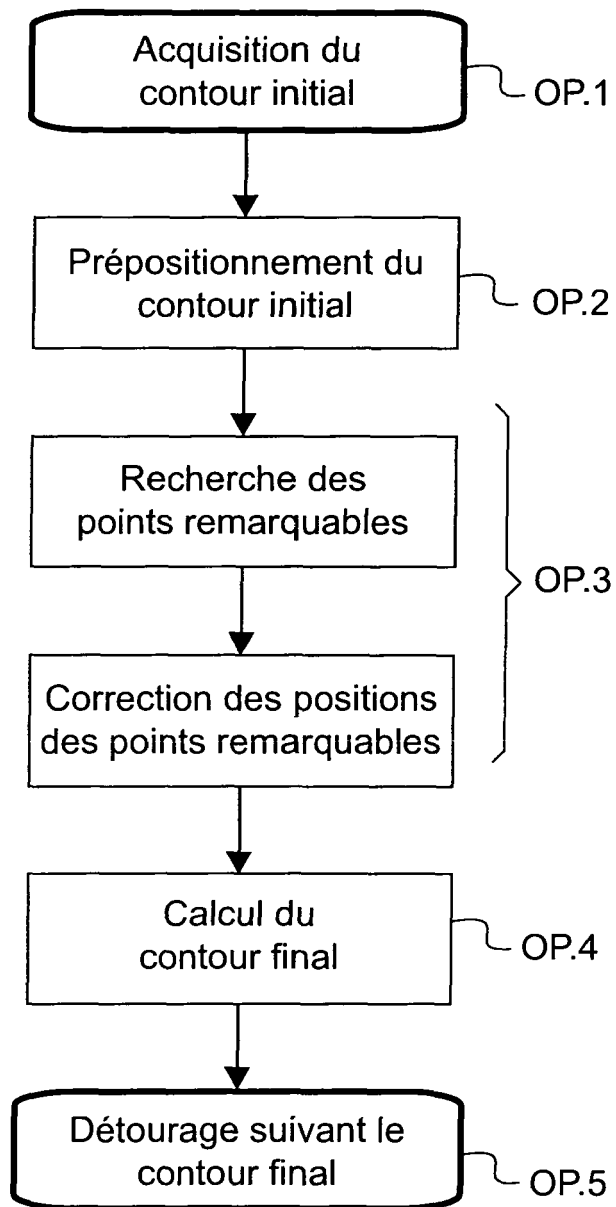 Acquisition du
contour initial
OP.1
Prépositionnement du
contour initial
OP.2
Recherche des
points remarquables
OP.3
Correction des positions
des points remarquables
Calcul du
contour final
OP.4
Détourage suivant le
contour final
OP.5